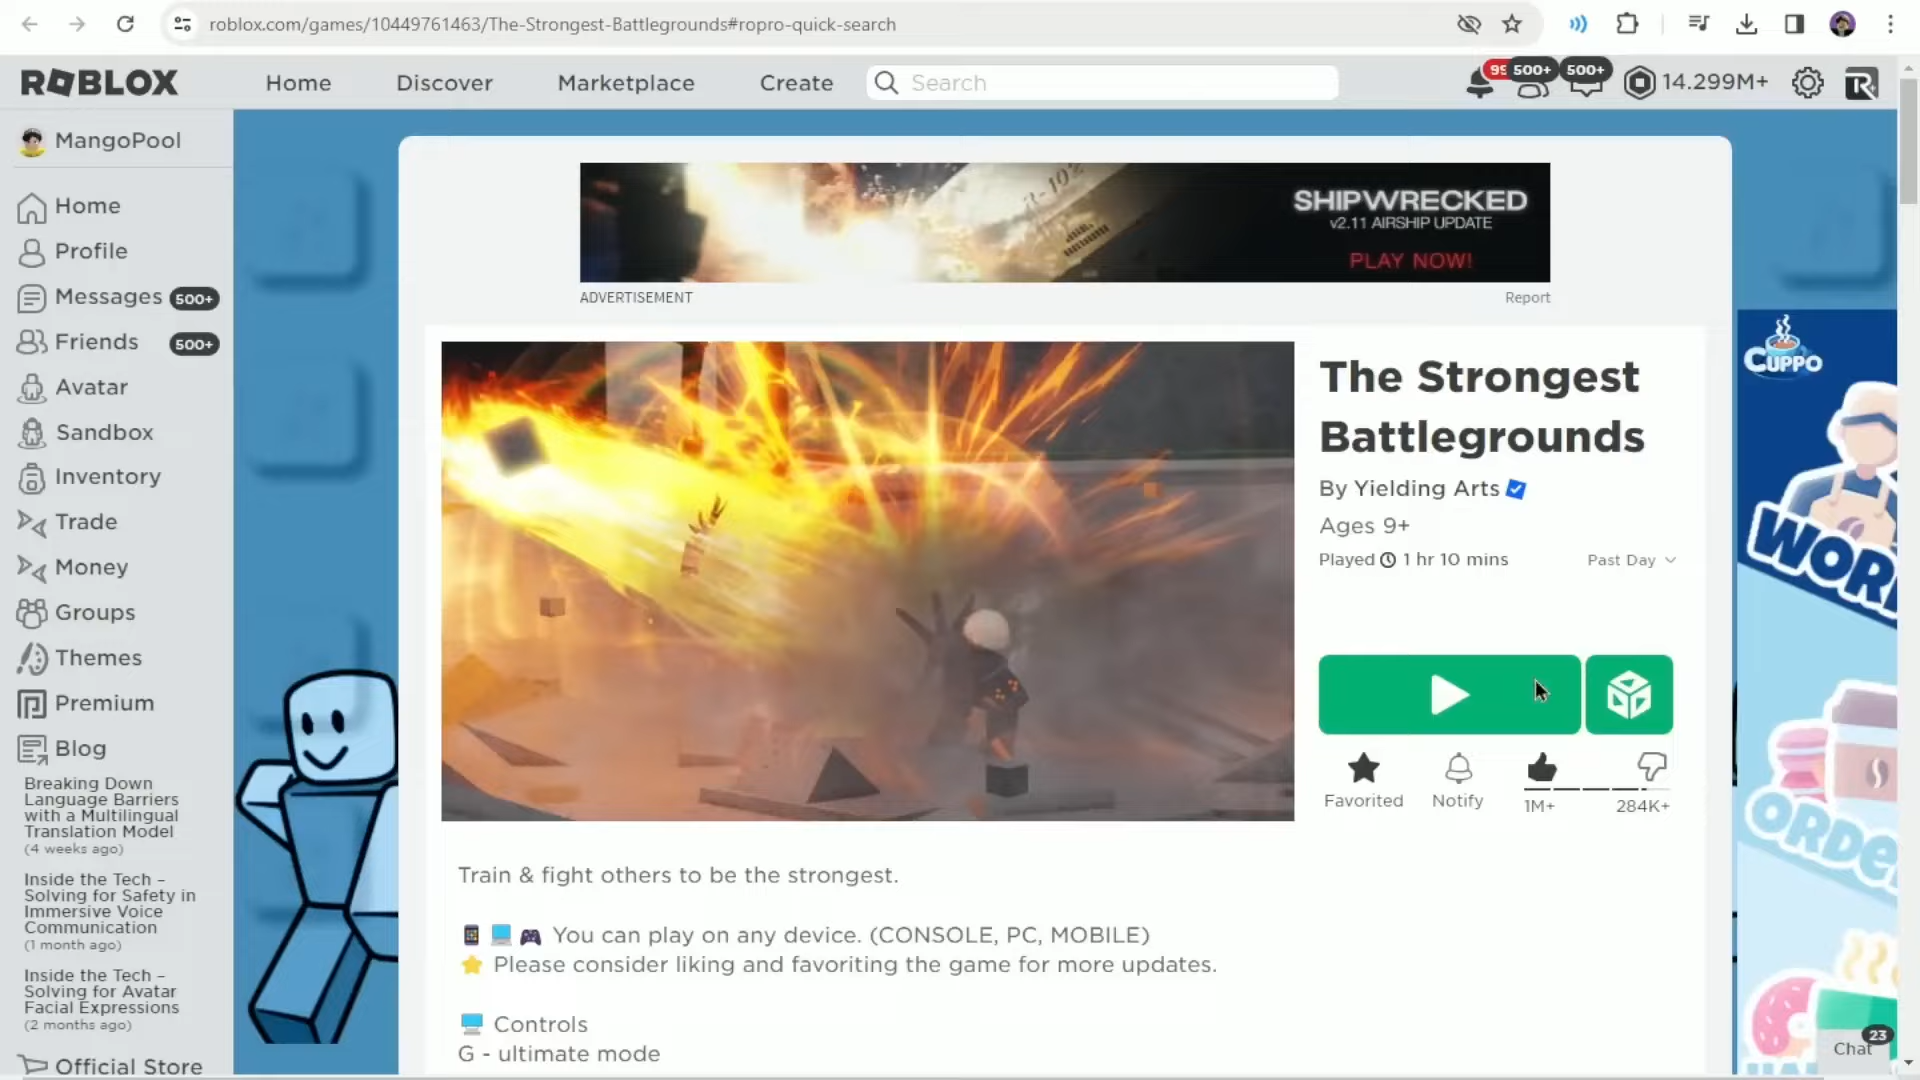 roblox.com/games/10449761463/The-Strongest-Battlegrounds#ropro-quick-search
ROBLOX
Home
Discover
Marketplace
Create
Search
99
500+
500+
14.299M+
MangoPool
Home
Profile
Messages 500+
Friends 500+
Avatar
Sandbox
Inventory
Trade
Money
Groups
Themes
Premium
Blog
Breaking Down
Language Barriers
with a Multilingual
Translation Model
(4 weeks ago)
Inside the Tech –
Solving for Safety in
Immersive Voice
Communication
(1 month ago)
Inside the Tech –
Solving for Avatar
Facial Expressions
(2 months ago)
Official Store
SHIPWRECKED
v2.11 AIRSHIP UPDATE
PLAY NOW!
ADVERTISEMENT
Report
The Strongest
Battlegrounds
By Yielding Arts
Ages 9+
Played 1 hr 10 mins
Past Day
Favorited
Notify
1M+
284K+
Train & fight others to be the strongest.
You can play on any device. (CONSOLE, PC, MOBILE)
Please consider liking and favoriting the game for more updates.
Controls
G - ultimate mode
CUPPO
WOR
ORDE
Chat
23